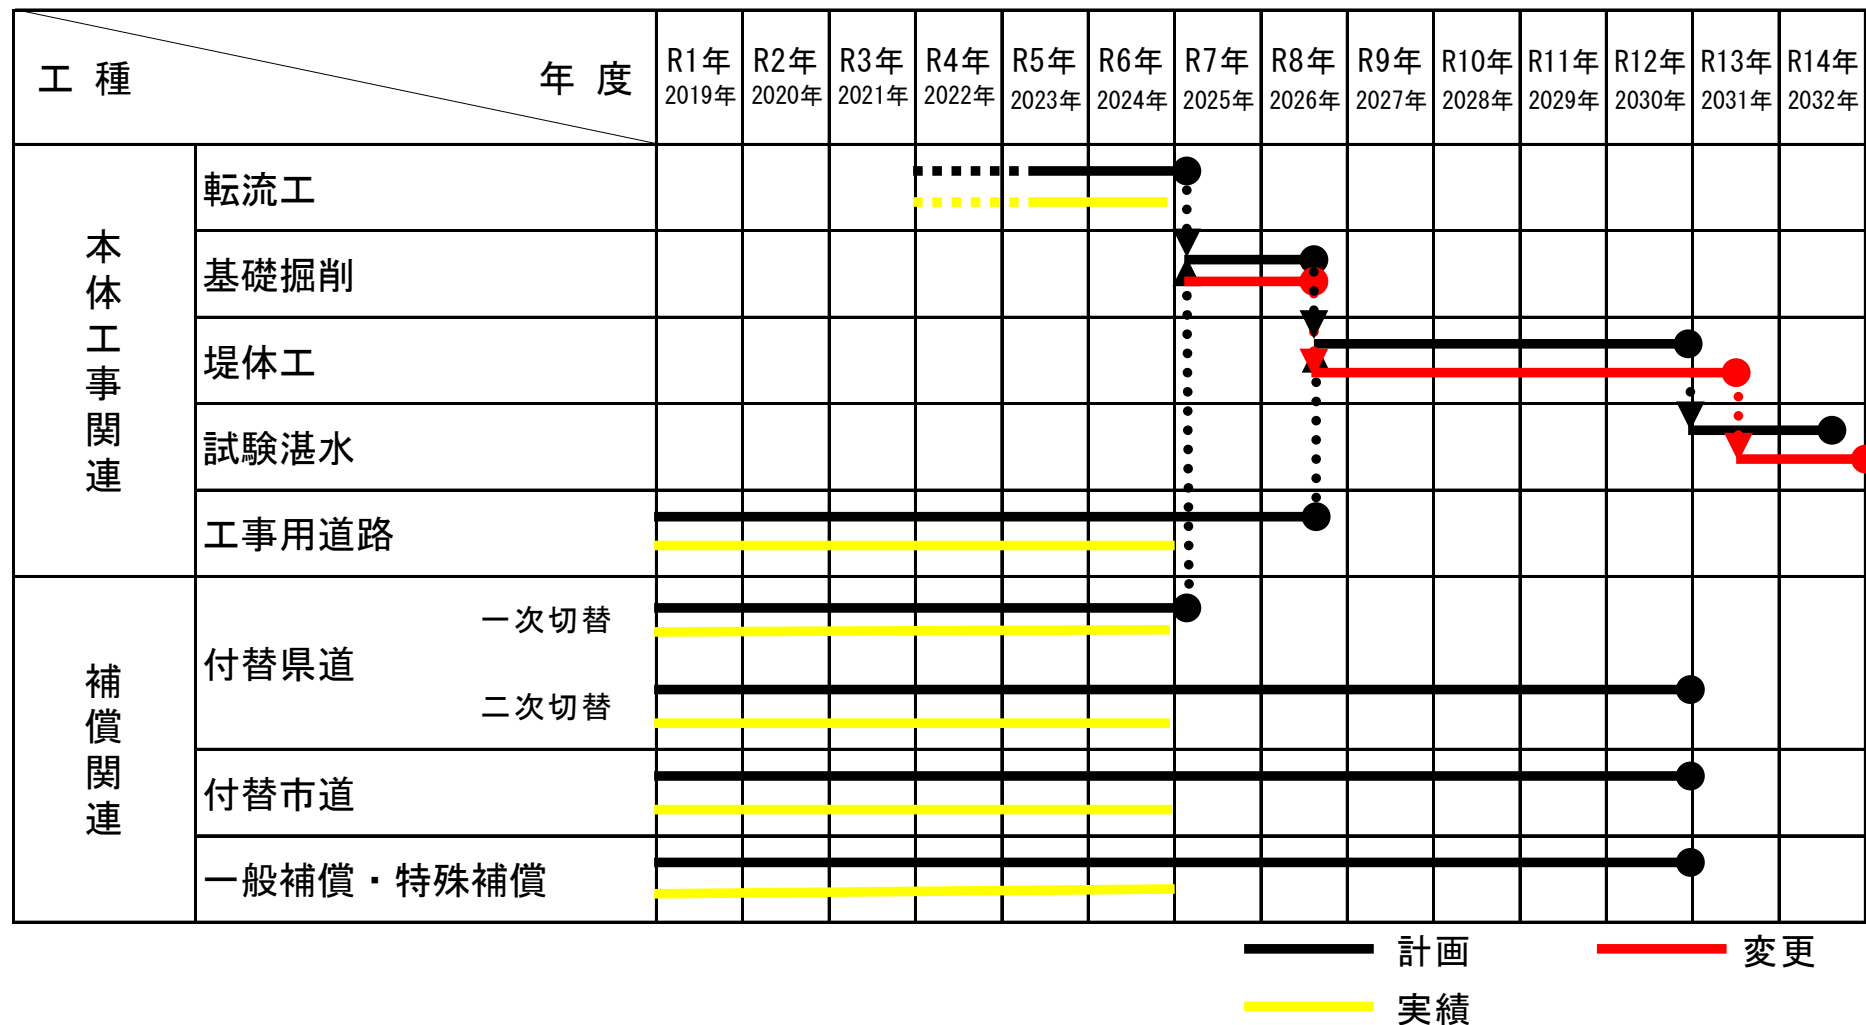 工種 年度
R1年 R2年 R3年 R4年 R5年 R6年 R7年 R8年 R9年 R10年 R11年 R12年 R13年 R14年
2019年 2020年 2021年 2022年 2023年 2024年 2025年 2026年 2027年 2028年 2029年 2030年 2031年 2032年
本体工事関連
転流工
基礎掘削
堤体工
試験湛水
工事用道路
補償関連
一次切替
付替県道
二次切替
付替市道
一般補償・特殊補償
計画 変更
実績